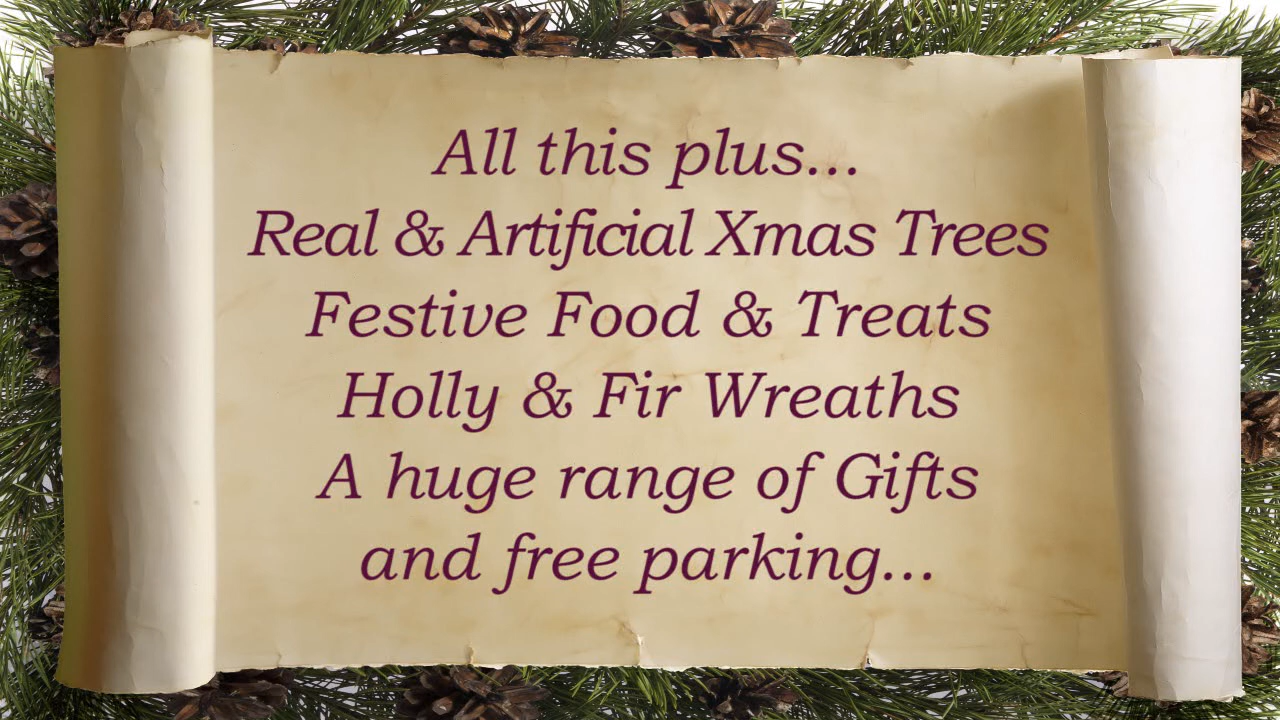 All this plus...
Real & Artificial Xmas Trees
Festive Food & Treats
Holly & Fir Wreaths
A huge range of Gifts
and free parking...